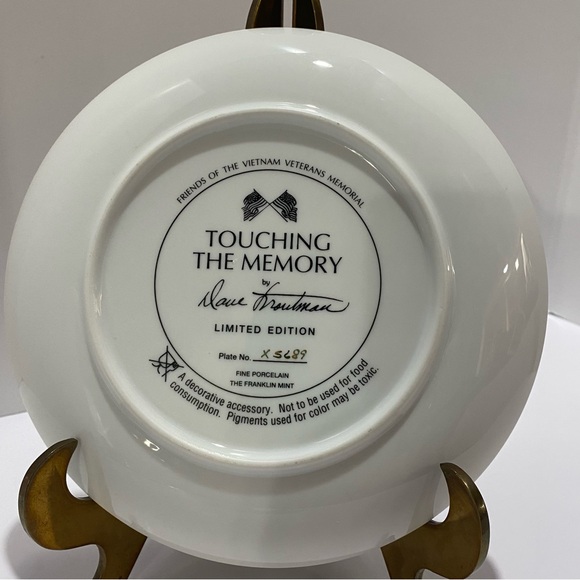 FRIENDS OF THE VIETNAM VETERANS MEMORIAL
TOUCHING
THE MEMORY
by
Dave Troutman
LIMITED EDITION
Plate No. X5689
FINE PORCELAIN
THE FRANKLIN MINT
A decorative accessory. Not to be used for food
consumption. Pigments used for color may be toxic.